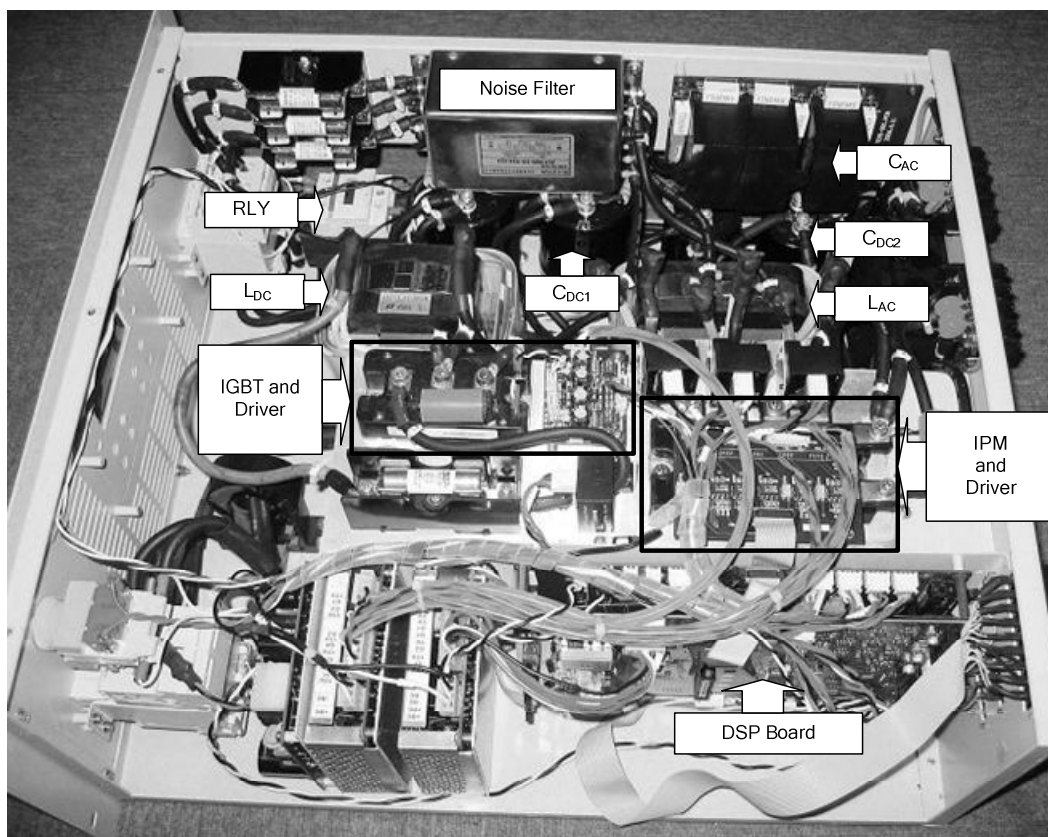 Noise Filter
CAC
RLY
CDC2
LDC
CDC1
LAC
IGBT and
Driver
IPM
and
Driver
DSP Board